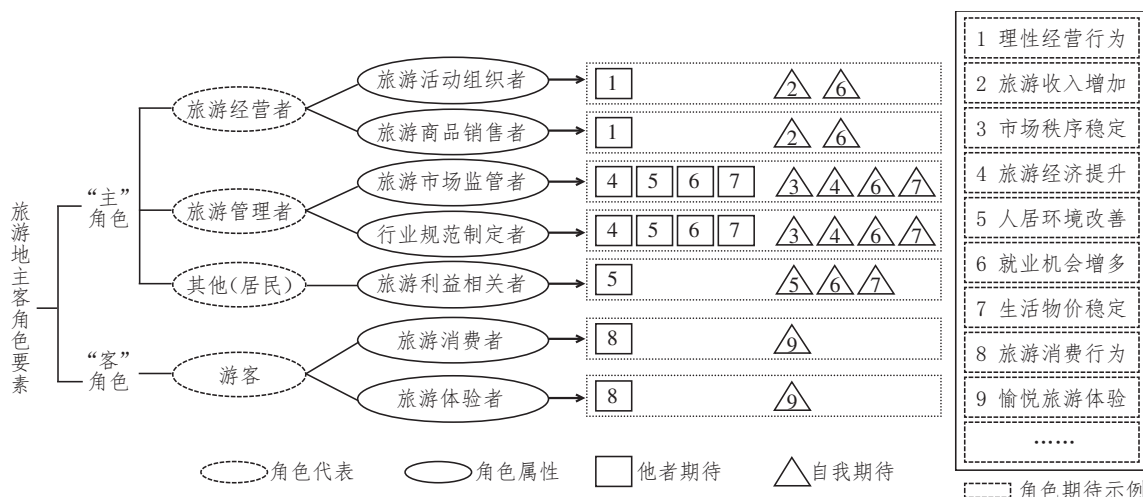 旅游地主客角色要素
“主”
角色
“客”
角色
旅游经营者
旅游管理者
其他(居民)
游客
旅游活动组织者
1 2 6
旅游商品销售者
1 2 6
旅游市场监管者
4 5 6 7 3 4 6 7
行业规范制定者
4 5 6 7 3 4 6 7
旅游利益相关者
5 5 6 7
旅游消费者
8 9
旅游体验者
8 9
1 理性经营行为
2 旅游收入增加
3 市场秩序稳定
4 旅游经济提升
5 人居环境改善
6 就业机会增多
7 生活物价稳定
8 旅游消费行为
9 愉悦旅游体验
……
角色代表 角色属性 他者期待 自我期待
角色期待示例